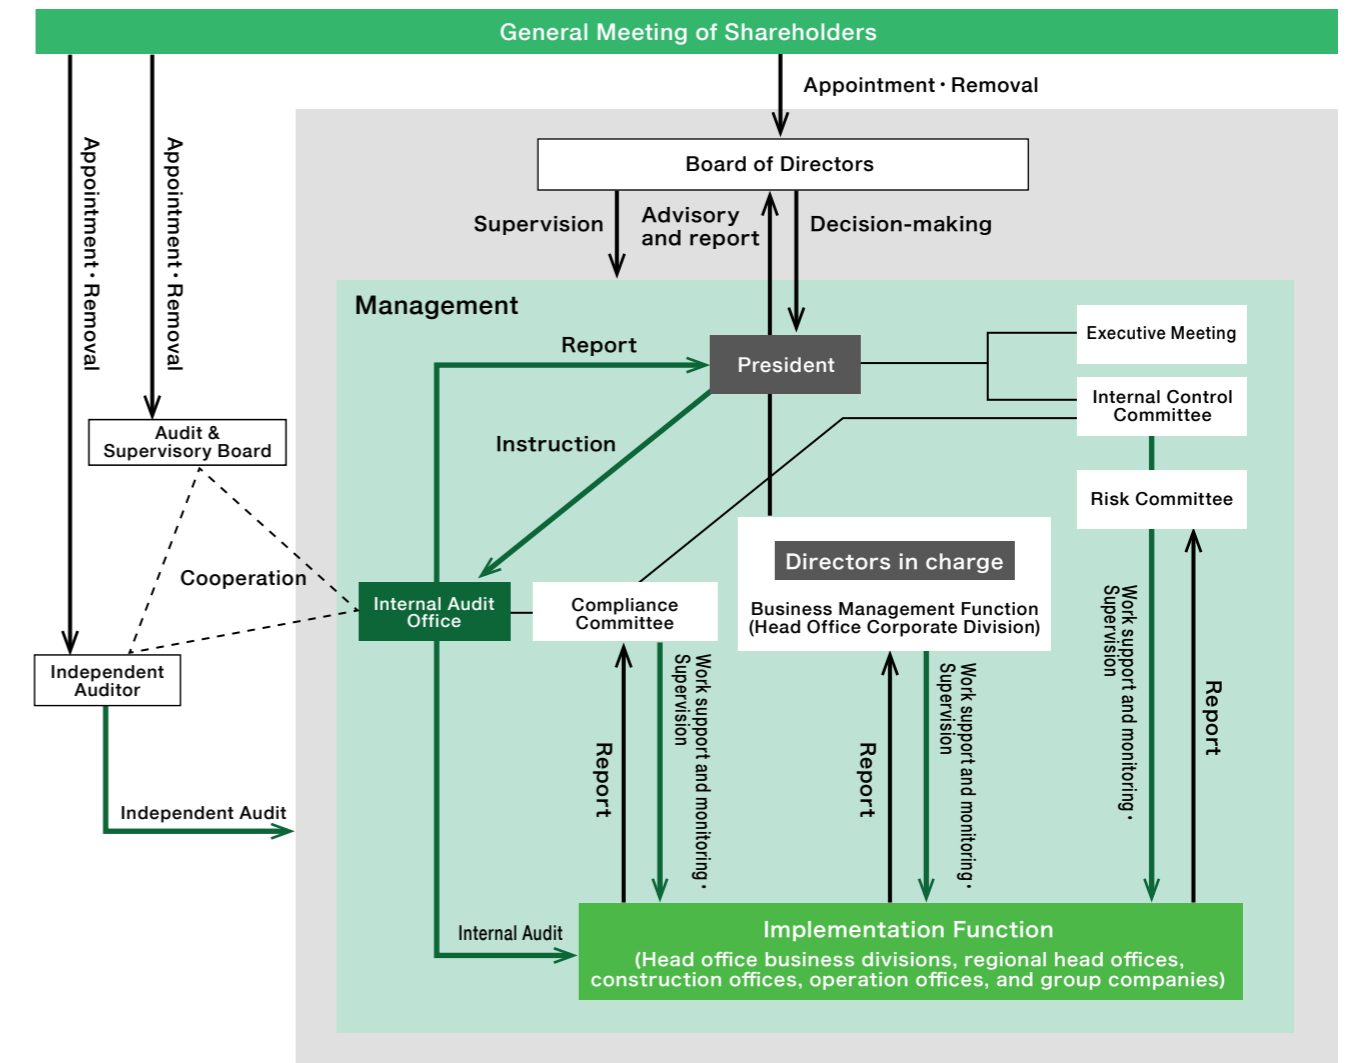 General Meeting of Shareholders
Appointment・Removal
Appointment・Removal
Appointment・Removal
Board of Directors
Supervision
Advisory
and report
Decision-making
Management
Report
President
Executive Meeting
Internal Control
Committee
Instruction
Audit &
Supervisory Board
Risk Committee
Cooperation
Directors in charge
Business Management Function
(Head Office Corporate Division)
Internal Audit
Office
Compliance
Committee
Independent
Auditor
Work support and monitoring・
Supervision
Report
Work support and monitoring・
Supervision
Report
Work support and monitoring・
Supervision
Report
Independent Audit
Internal Audit
Implementation Function
(Head office business divisions, regional head offices,
construction offices, operation offices, and group companies)